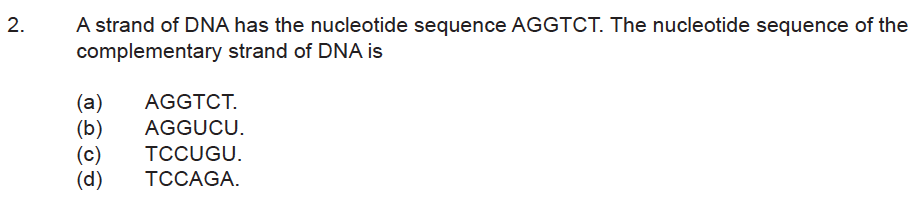 2. A strand of DNA has the nucleotide sequence AGGTCT. The nucleotide sequence of the
complementary strand of DNA is
(a) AGGTCT.
(b) AGGUCU.
(c) TCCUGU.
(d) TCCAGA.